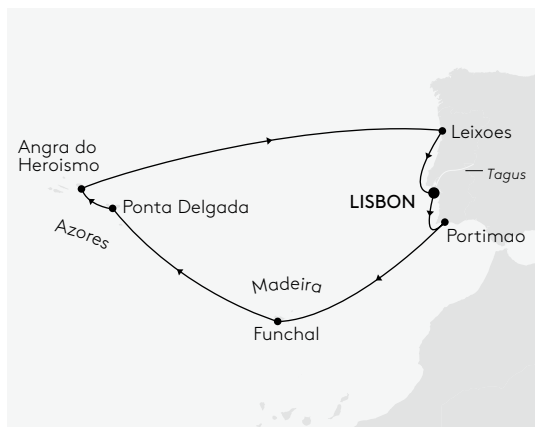 Leixoes
Angra do
Heroismo
Tagus
LISBON
Ponta Delgada
Azores
Portimao
Madeira
Funchal